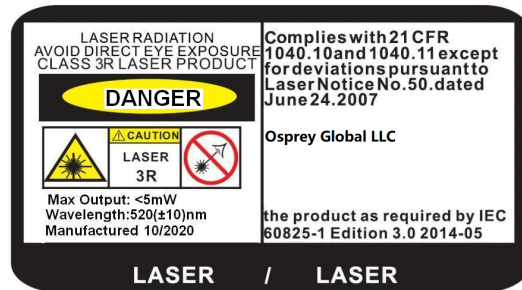 LASER RADIATION
AVOID DIRECT EYE EXPOSURE
CLASS 3R LASER PRODUCT
DANGER
CAUTION
LASER
3R
Max Output: <5mW
Wavelength:520(±10)nm
Manufactured 10/2020
Complies with 21 CFR
1040.10and 1040.11 except
for deviations pursuant to
Laser Notice No.50.dated
June 24.2007
Osprey Global LLC
the product as required by IEC
60825-1 Edition 3.0 2014-05
LASER / LASER